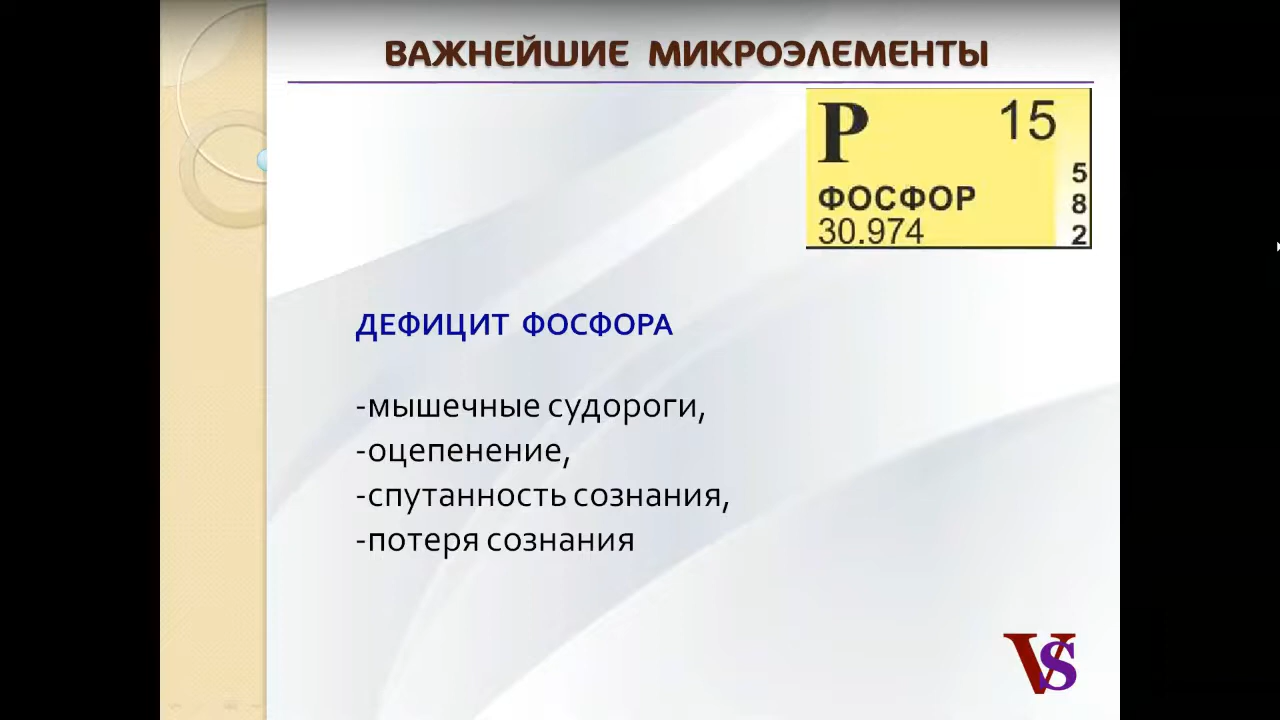 ВАЖНЕЙШИЕ МИКРОЭЛЕМЕНТЫ
P 15
ФОСФОР
30.974
5
8
2
ДЕФИЦИТ ФОСФОРА
-мышечные судороги,
-оцепенение,
-спутанность сознания,
-потеря сознания
VS